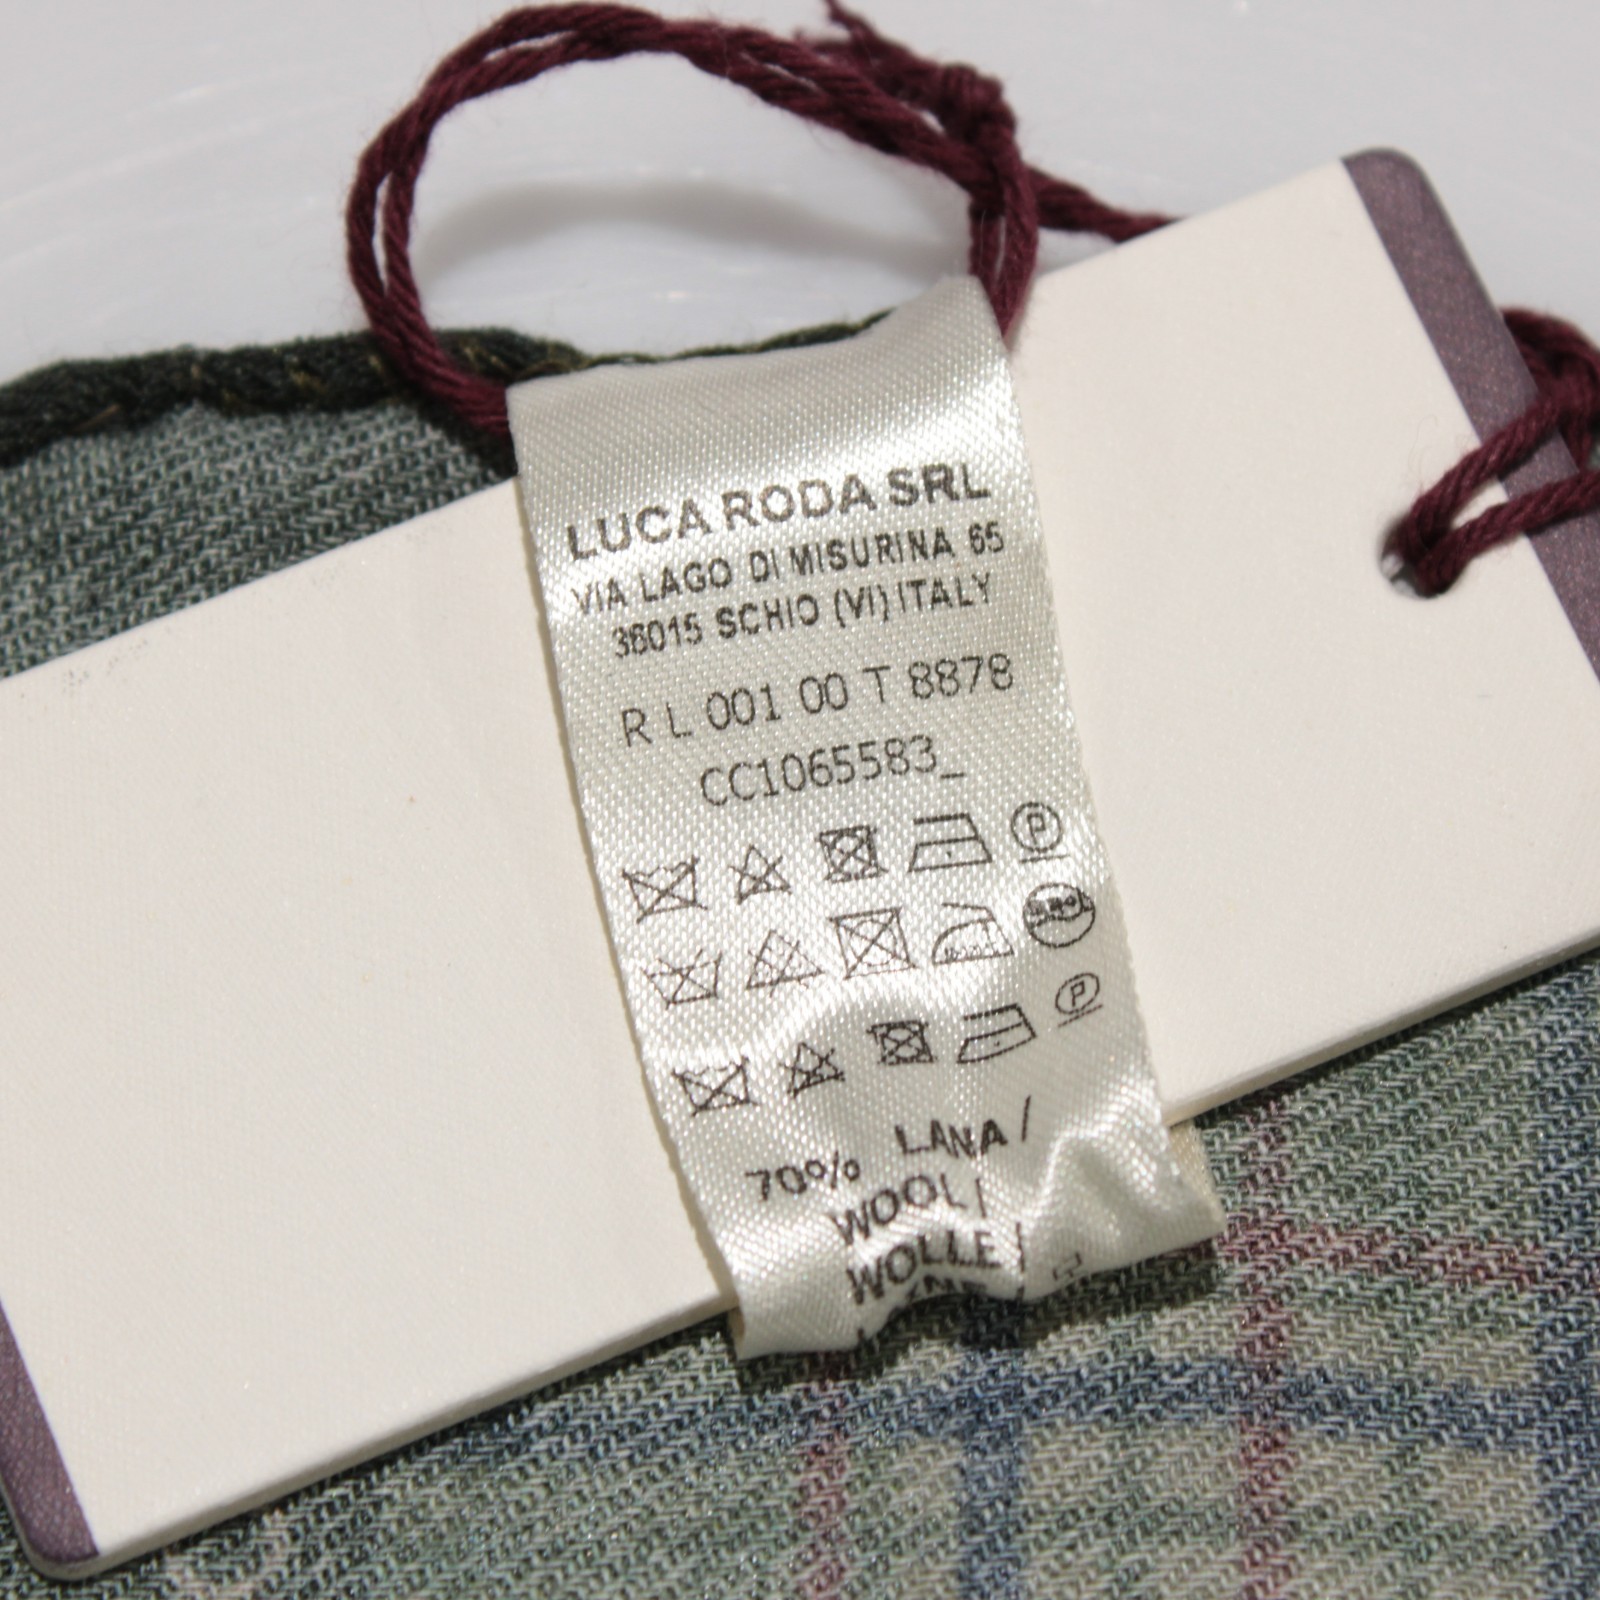 LUCA RODA SRL
VIA LAGO DI MISURINA 65
36015 SCHIO (VI) ITALY
R L 001 00 T 8878
CC1065583_
P
P
70% LANA /
WOOL /
WOLLE /